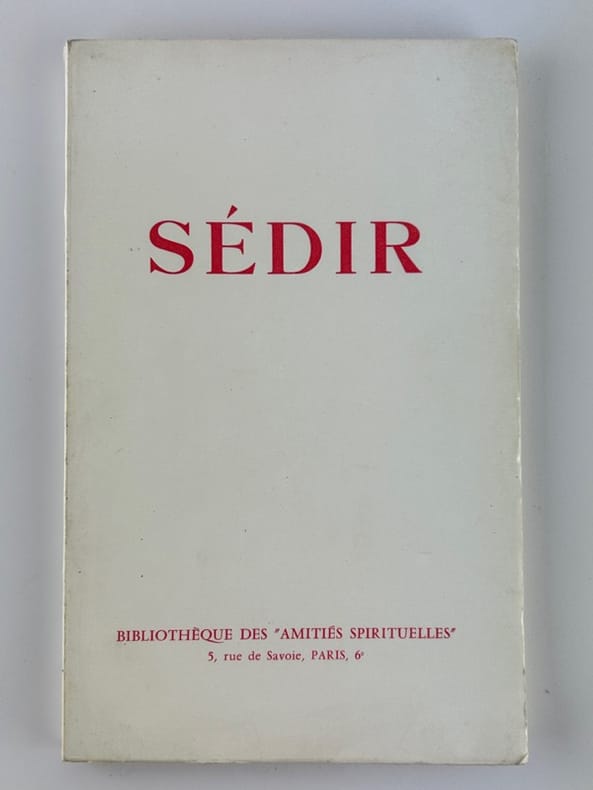 SÉDIR
BIBLIOTHÈQUE DES "AMITIÉS SPIRITUELLES"
5, rue de Savoie, PARIS, 6e